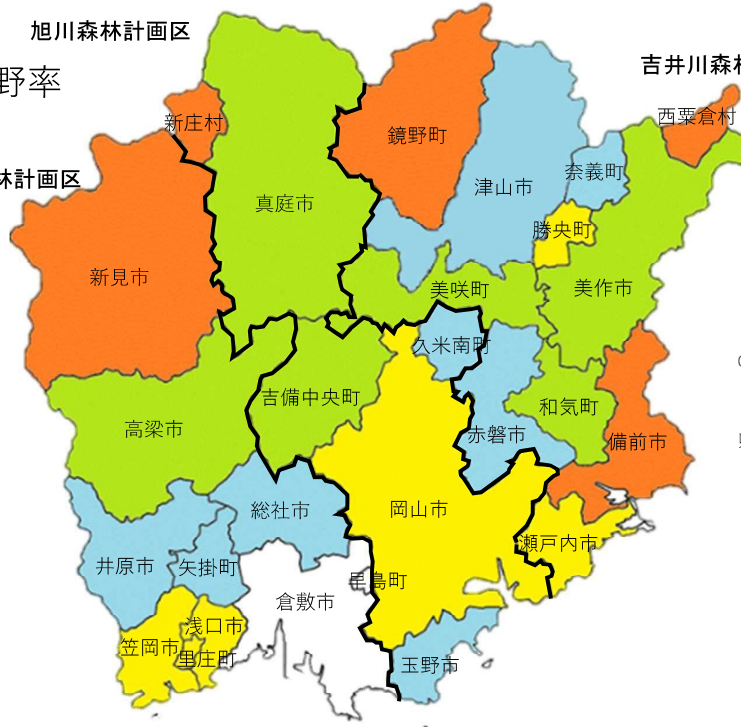 旭川森林計画区
吉井川森林
野率
西粟倉村
新庄村
鏡野町
奈義町
林計画区
津山市
真庭市
勝央町
新見市
美咲町
美作市
久米南町
吉備中央町
和気町
高梁市
赤磐市
備前市
総社市
岡山市
瀬戸内市
井原市
矢掛町
早島町
倉敷市
浅口市
笠岡市
里庄町
玉野市